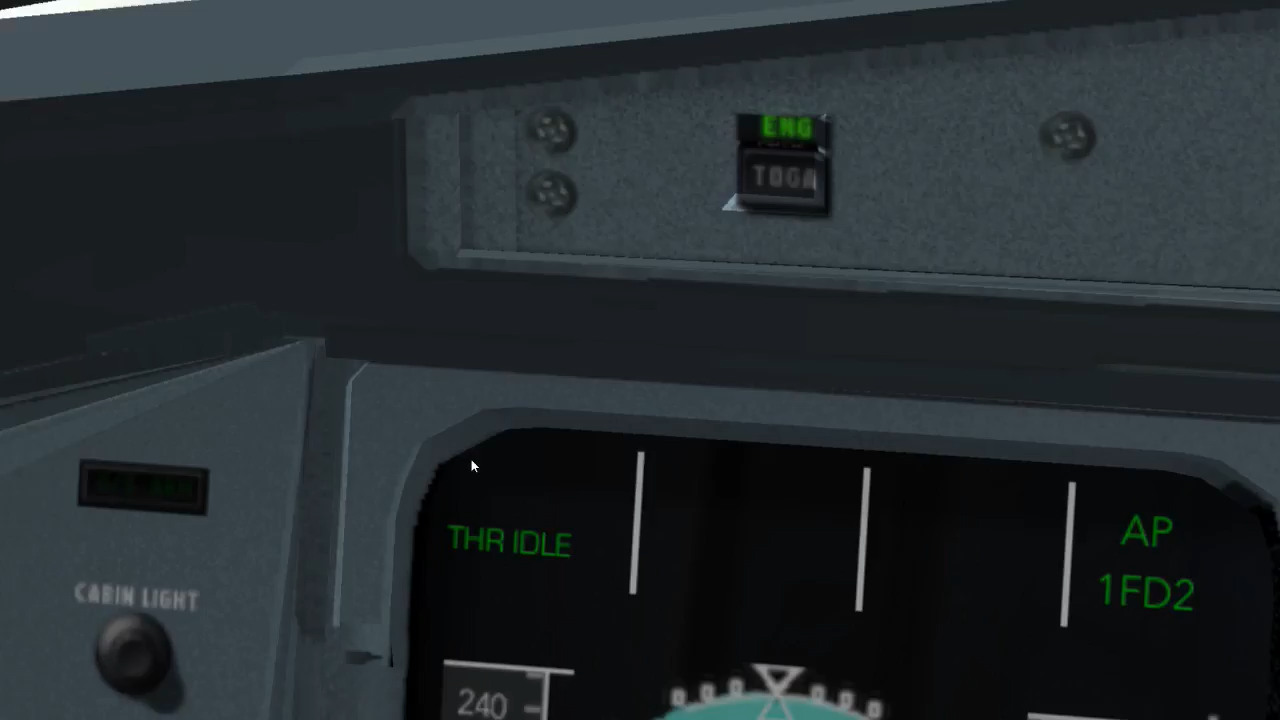 ENG
TOGA
THR IDLE
AP
1FD2
CABIN LIGHT
240